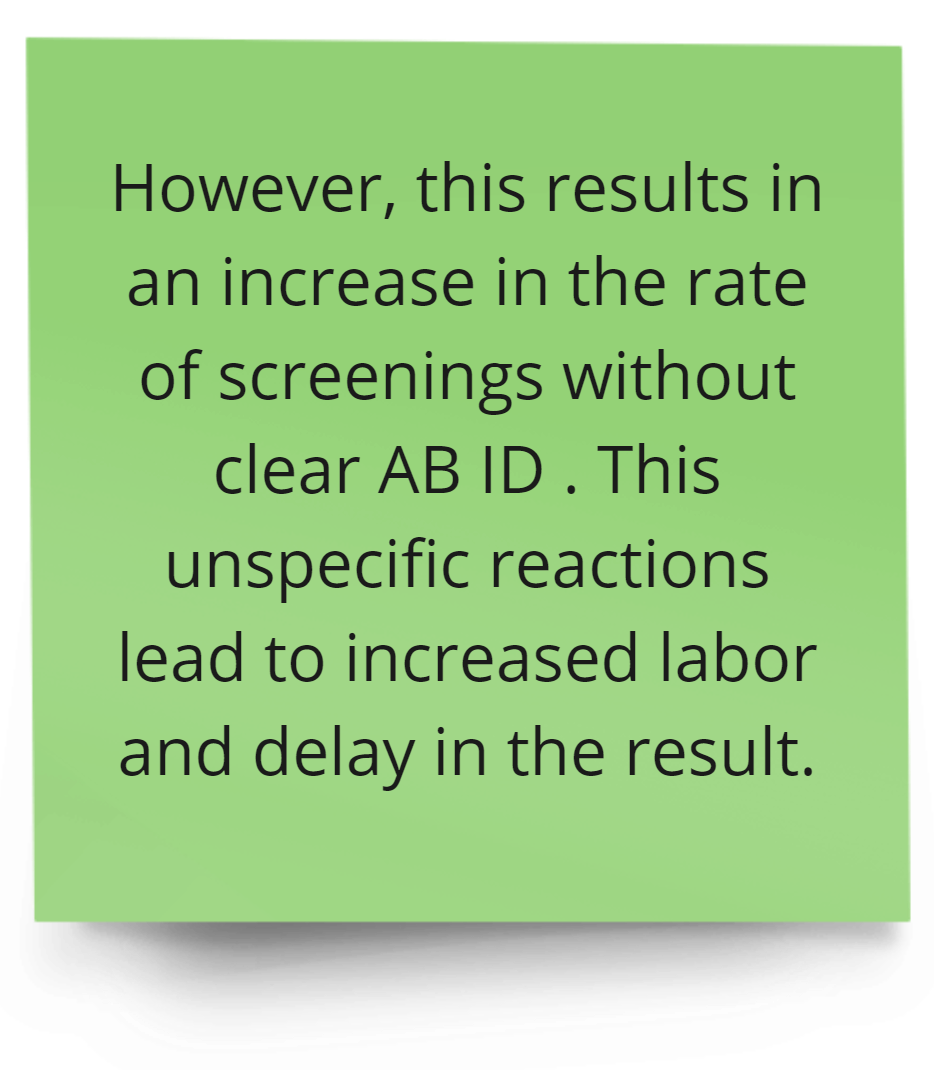 However, this results in
an increase in the rate
of screenings without
clear AB ID . This
unspecific reactions
lead to increased labor
and delay in the result.